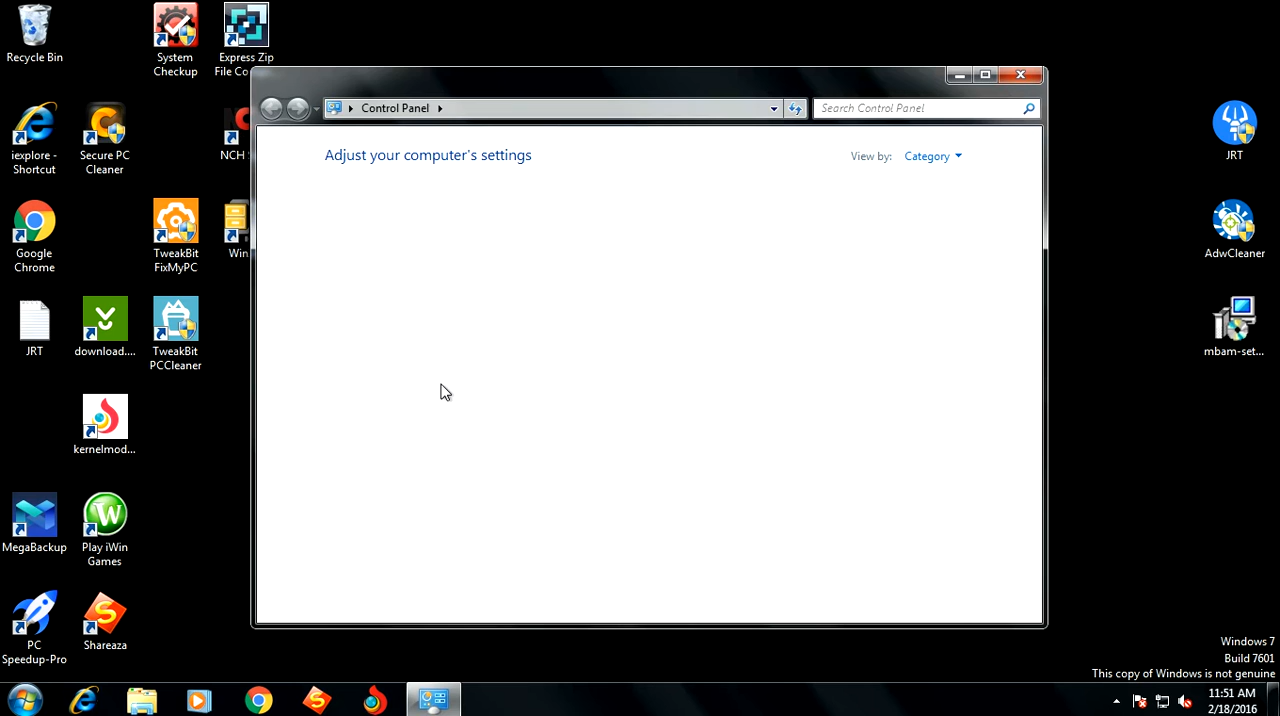 Recycle Bin
System
Checkup
Express Zip
File Co
iexplore -
Shortcut
Secure PC
Cleaner
NCH
Google
Chrome
TweakBit
FixMyPC
Win
JRT
download....
TweakBit
PCCleaner
kernelmod...
MegaBackup
Play iWin
Games
PC
Speedup-Pro
Shareaza
Control Panel
Search Control Panel
Adjust your computer's settings
View by: Category
JRT
AdwCleaner
mbam-set...
Windows 7
Build 7601
This copy of Windows is not genuine
11:51 AM
2/18/2016